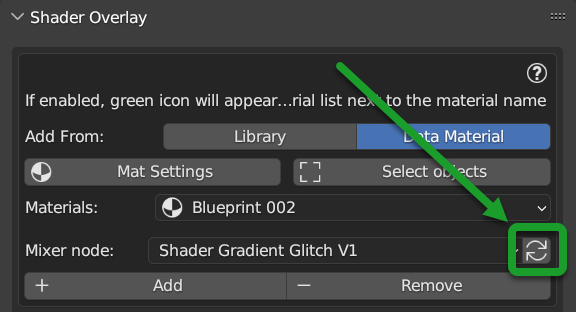 Shader Overlay
If enabled, green icon will appear...rial list next to the material name
Add From: Library Data Material
Mat Settings Select objects
Materials: Blueprint 002
Mixer node: Shader Gradient Glitch V1
Add Remove